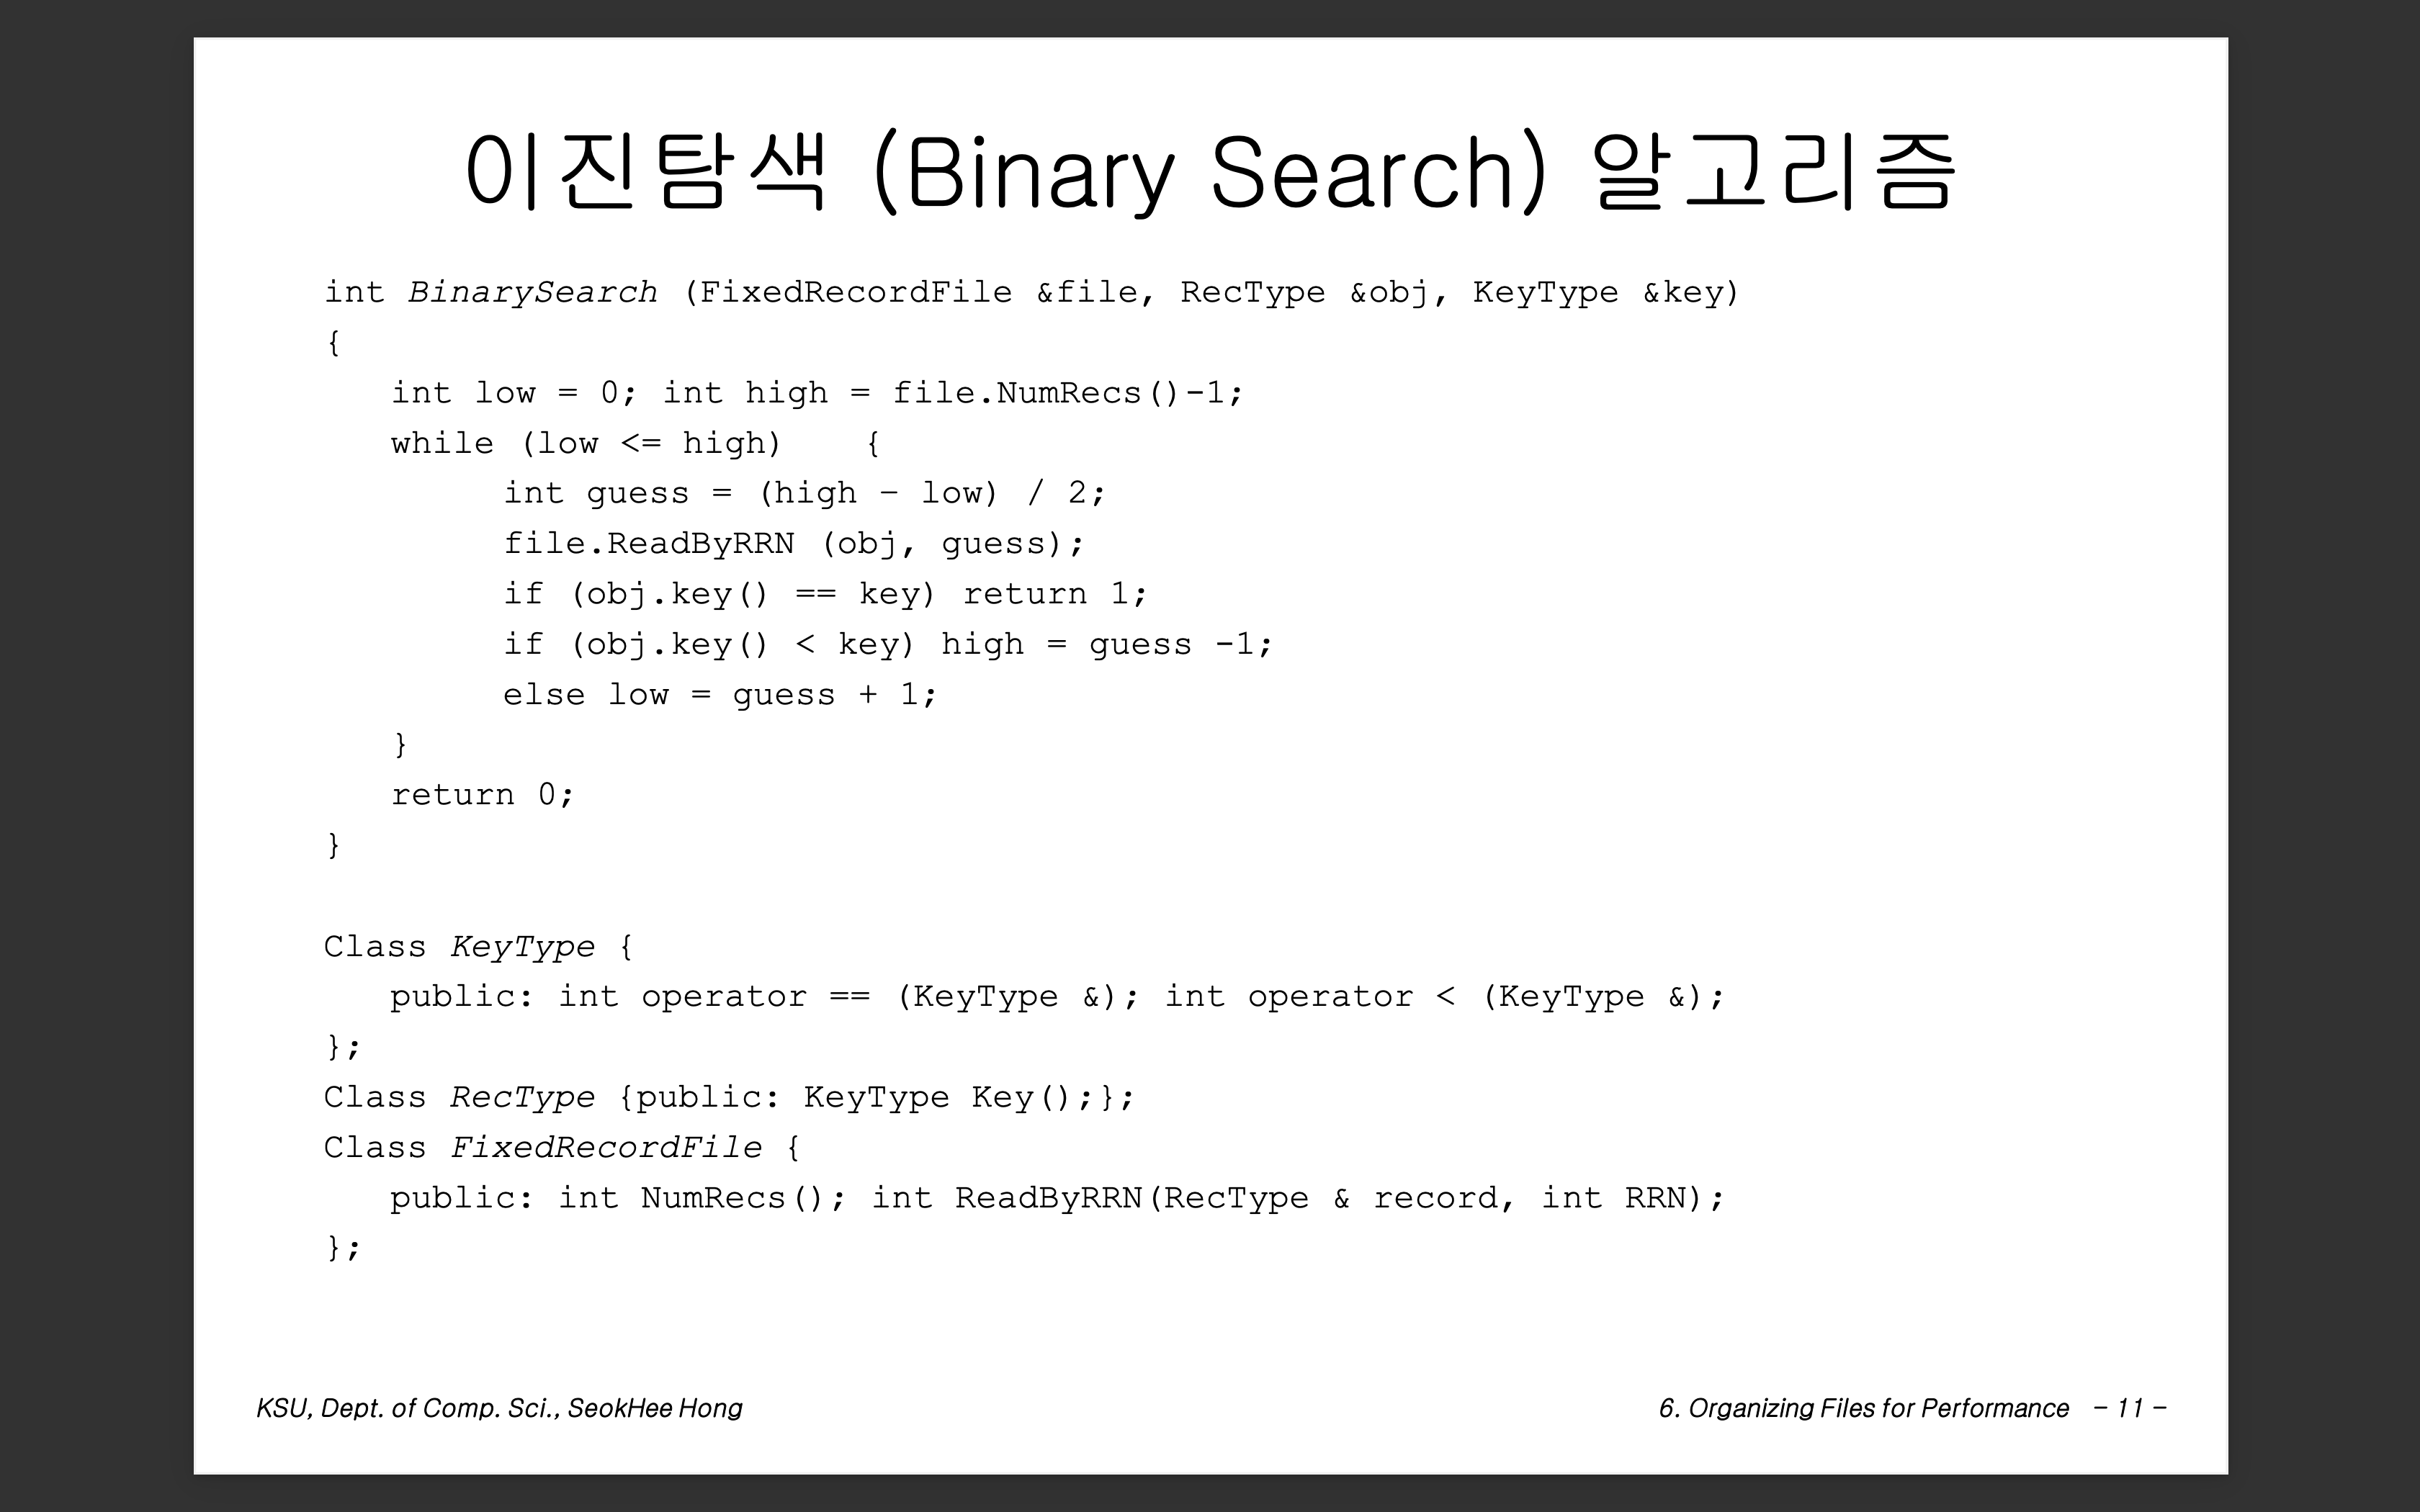 이진탐색 (Binary Search) 알고리즘
int BinarySearch (FixedRecordFile &file, RecType &obj, KeyType &key)
{
int low = 0; int high = file.NumRecs()-1;
while (low <= high) {
int guess = (high – low) / 2;
file.ReadByRRN (obj, guess);
if (obj.key() == key) return 1;
if (obj.key() < key) high = guess -1;
else low = guess + 1;
}
return 0;
}
Class KeyType {
public: int operator == (KeyType &); int operator < (KeyType &);
};
Class RecType {public: KeyType Key();};
Class FixedRecordFile {
public: int NumRecs(); int ReadByRRN(RecType & record, int RRN);
};
KSU, Dept. of Comp. Sci., SeokHee Hong
6. Organizing Files for Performance – 11 –